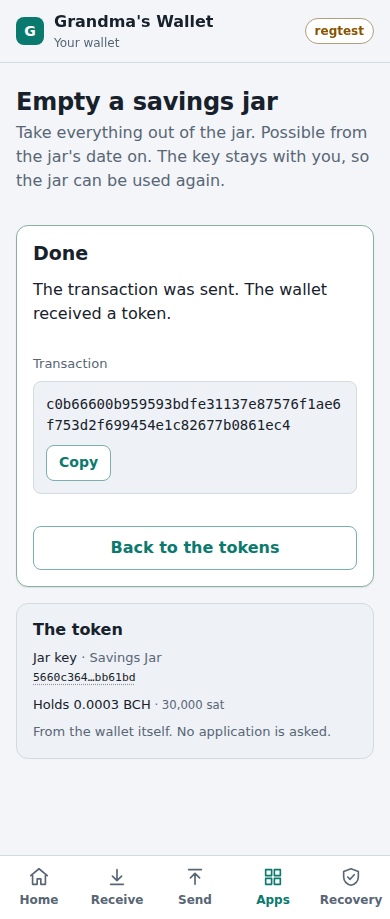 G
Grandma's Wallet
Your wallet
regtest
Empty a savings jar
Take everything out of the jar. Possible from
the jar's date on. The key stays with you, so
the jar can be used again.
Done
The transaction was sent. The wallet
received a token.
Transaction
c0b66600b959593bdfe31137e87576f1ae6
f753d2f699454e1c82677b0861ec4
Copy
Back to the tokens
The token
Jar key · Savings Jar
5660c364…bb61bd
Holds 0.0003 BCH · 30,000 sat
From the wallet itself. No application is asked.
Home
Receive
Send
Apps
Recovery